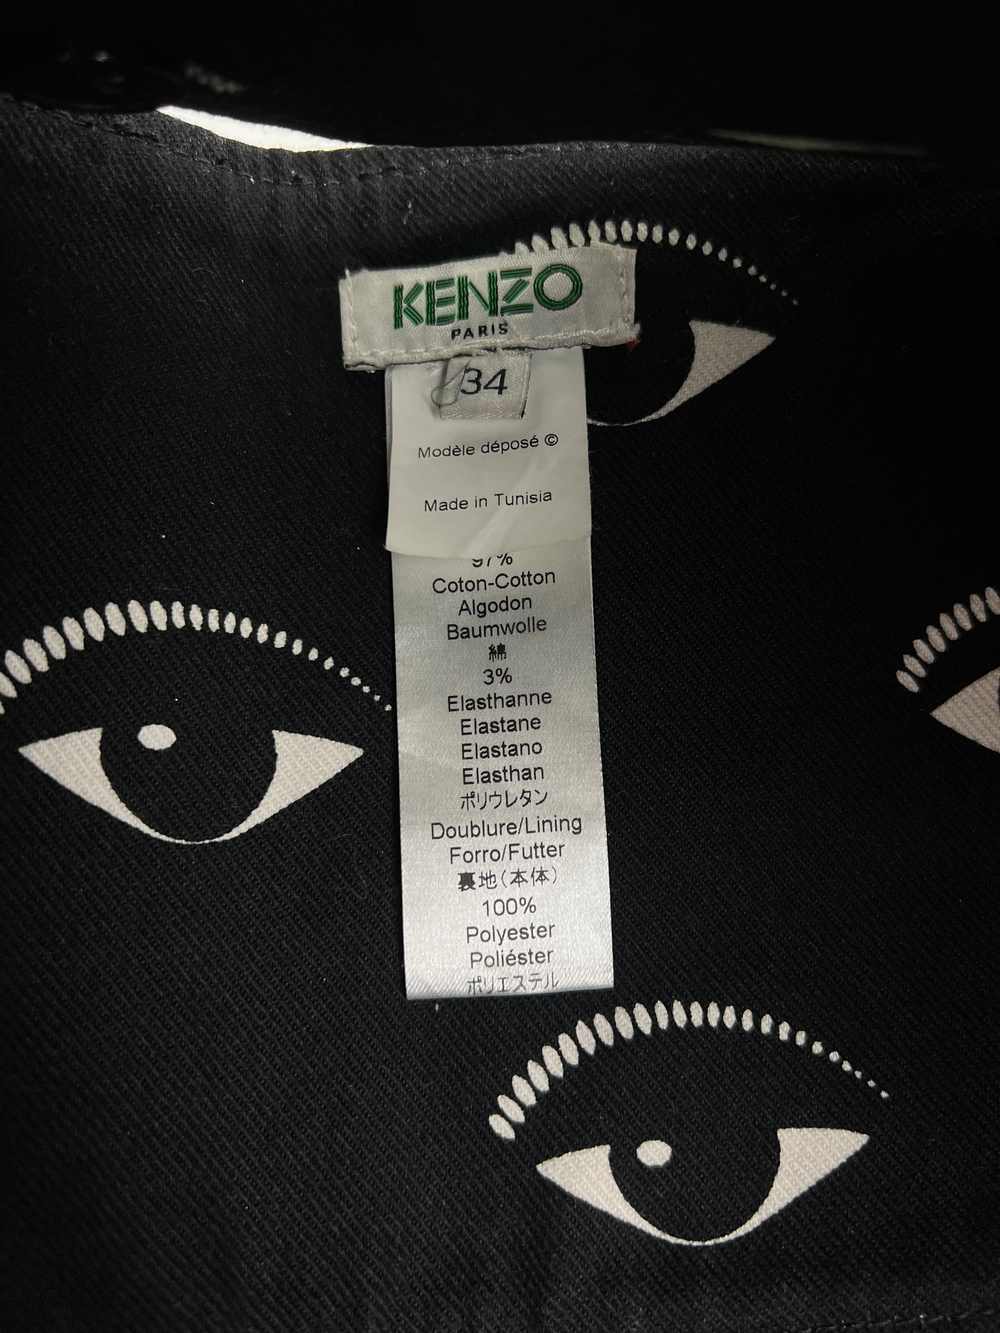 KENZO
PARIS
34
Modèle déposé ©
Made in Tunisia
97%
Coton-Cotton
Algodon
Baumwolle
綿
3%
Elasthanne
Elastane
Elastano
Elasthan
ポリウレタン
Doublure/Lining
Forro/Futter
裏地(本体)
100%
Polyester
Poliéster
ポリエステル